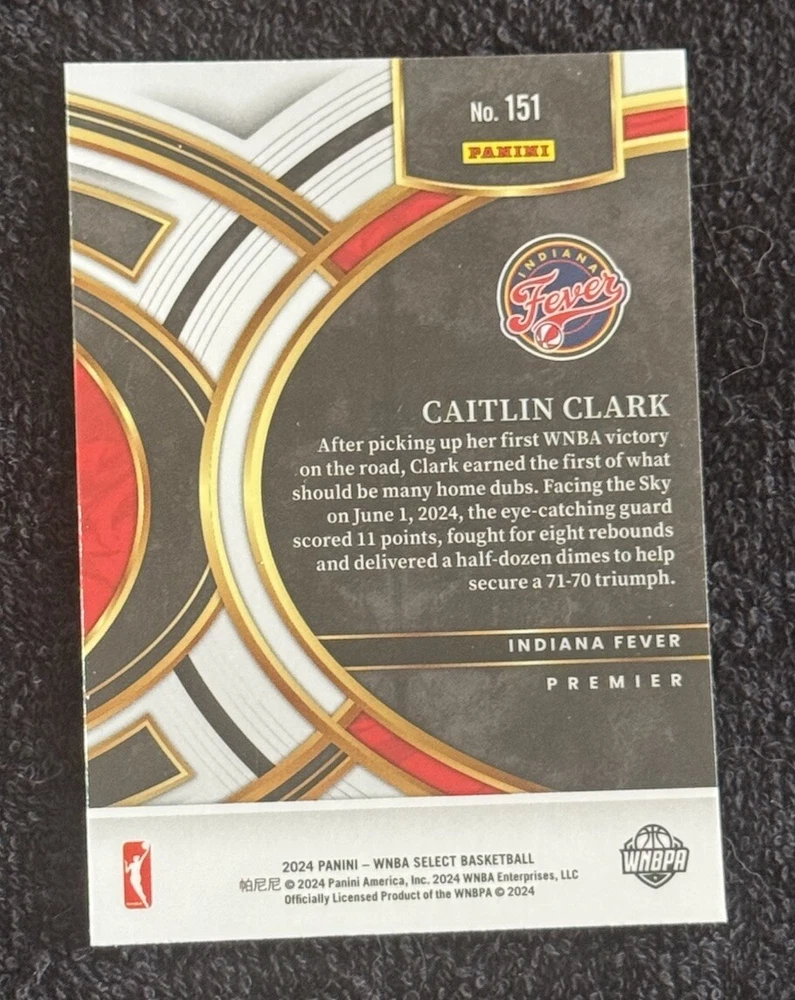 No. 151
PANINI
INDIANA
Fever
CAITLIN CLARK
After picking up her first WNBA victory
on the road, Clark earned the first of what
should be many home dubs. Facing the Sky
on June 1, 2024, the eye-catching guard
scored 11 points, fought for eight rebounds
and delivered a half-dozen dimes to help
secure a 71-70 triumph.
INDIANA FEVER
PREMIER
2024 PANINI – WNBA SELECT BASKETBALL
帕尼尼 © 2024 Panini America, Inc. 2024 WNBA Enterprises, LLC
Officially Licensed Product of the WNBPA © 2024
WNBPA